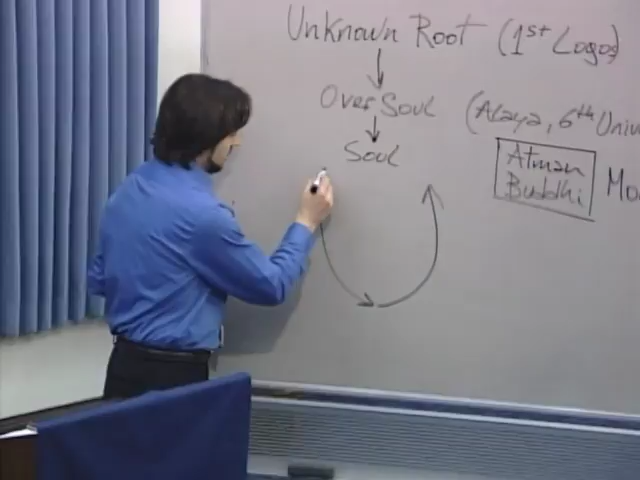 Unknown Root (1st Logos)
Over Soul (Alaya, 6th
Soul
Atman
Buddhi